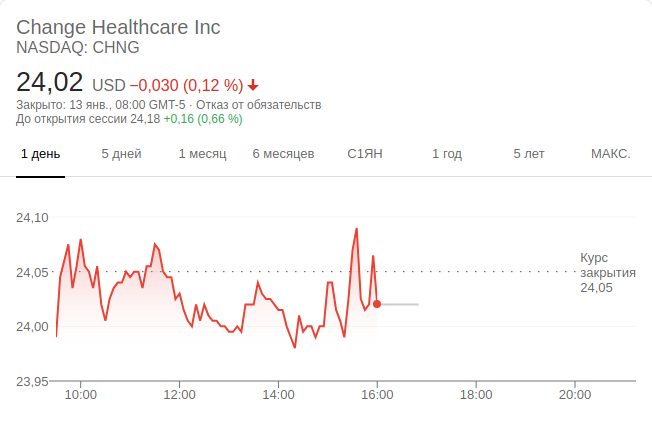 Change Healthcare Inc
NASDAQ: CHNG
24,02 USD −0,030 (0,12 %)
Закрыто: 13 янв., 08:00 GMT-5 · Отказ от обязательств
До открытия сессии 24,18 +0,16 (0,66 %)
1 день 5 дней 1 месяц 6 месяцев С1ЯН 1 год 5 лет МАКС.
24,10
Курс
закрытия
24,05
24,05
24,00
23,95
10:00 12:00 14:00 16:00 18:00 20:00